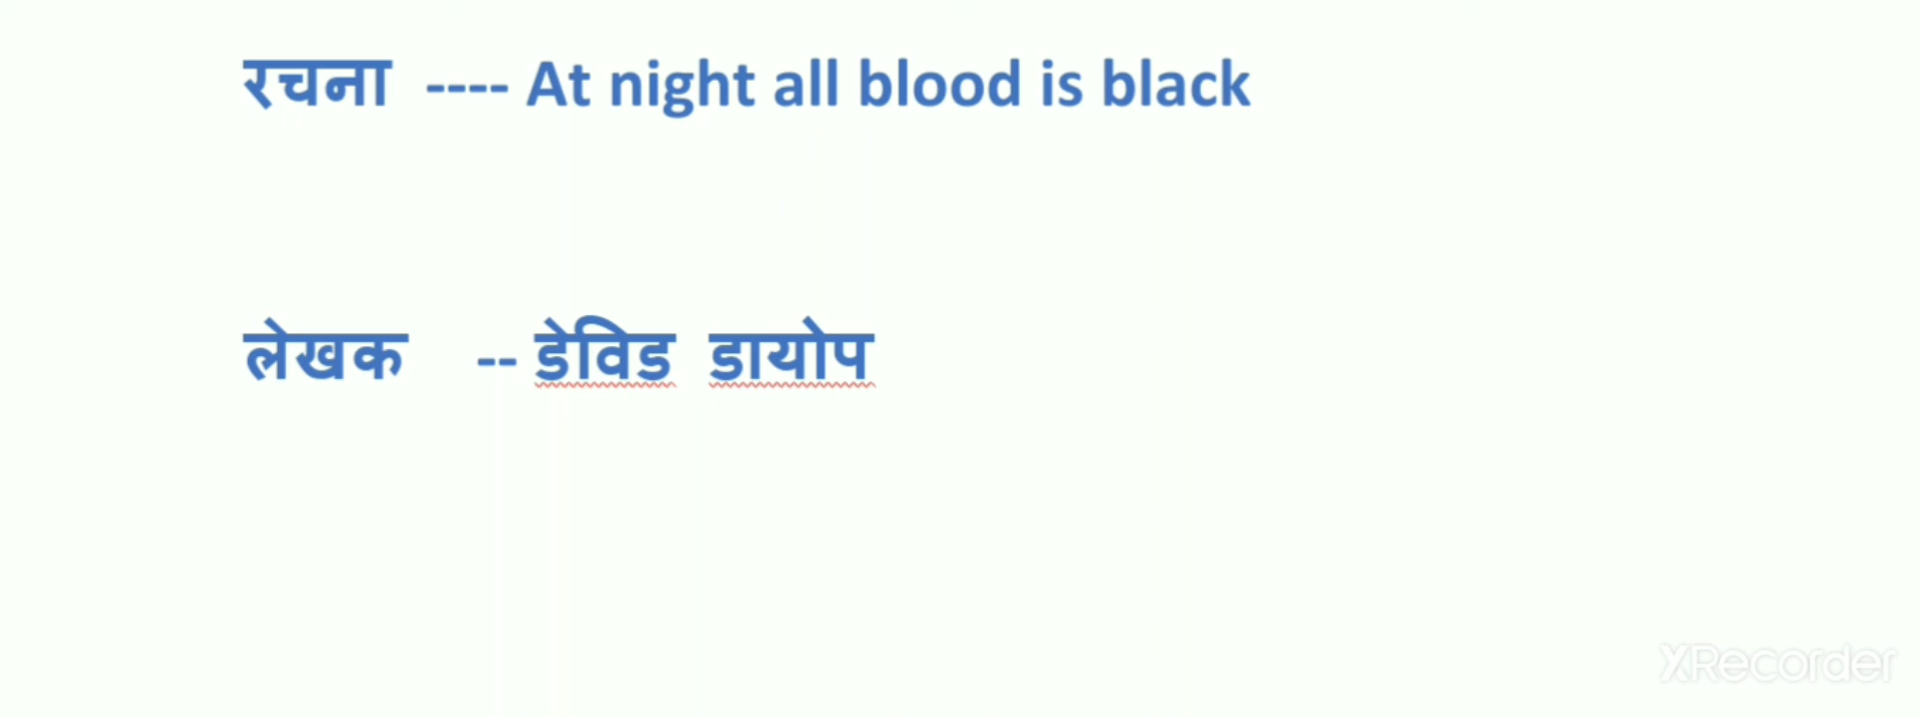 रचना ---- At night all blood is black
लेखक -- डेविड डायोप
XRecorder